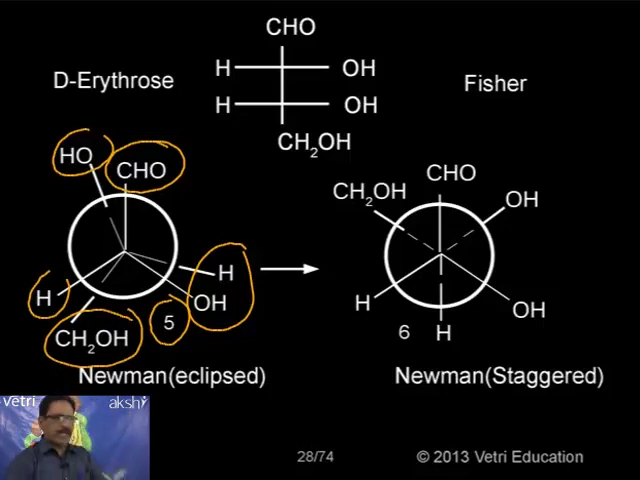 CHO
D-Erythrose
H OH
Fisher
H OH
CH2OH
HO CHO
H
OH
H
5
CH2OH
Newman(eclipsed)
CH2OH CHO OH
H OH
6 H
Newman(Staggered)
vetri
aksh
28/74
© 2013 Vetri Education